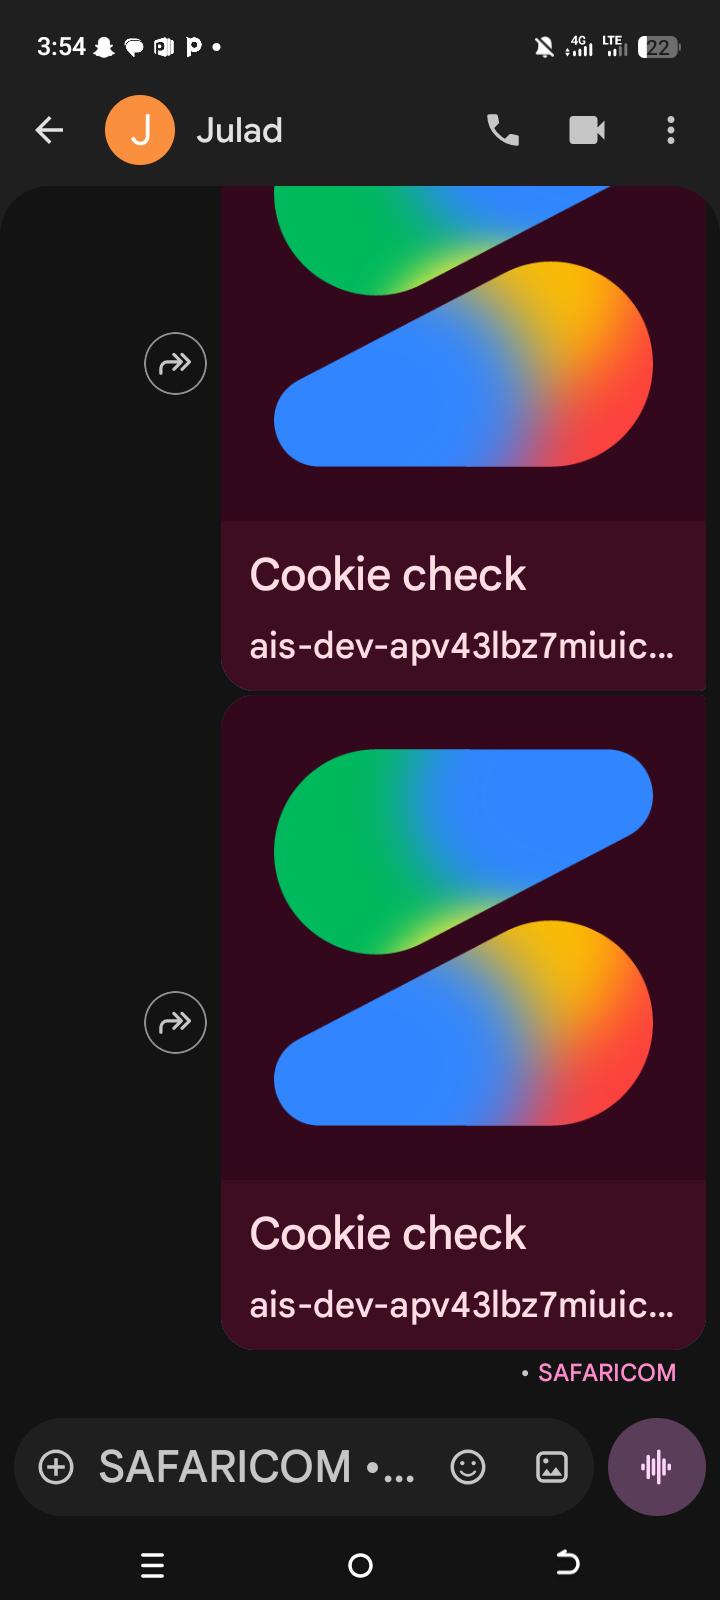 3:54
4G LTE 22
J Julad
Cookie check
ais-dev-apv43lbz7miuic...
Cookie check
ais-dev-apv43lbz7miuic...
• SAFARICOM
SAFARICOM •...